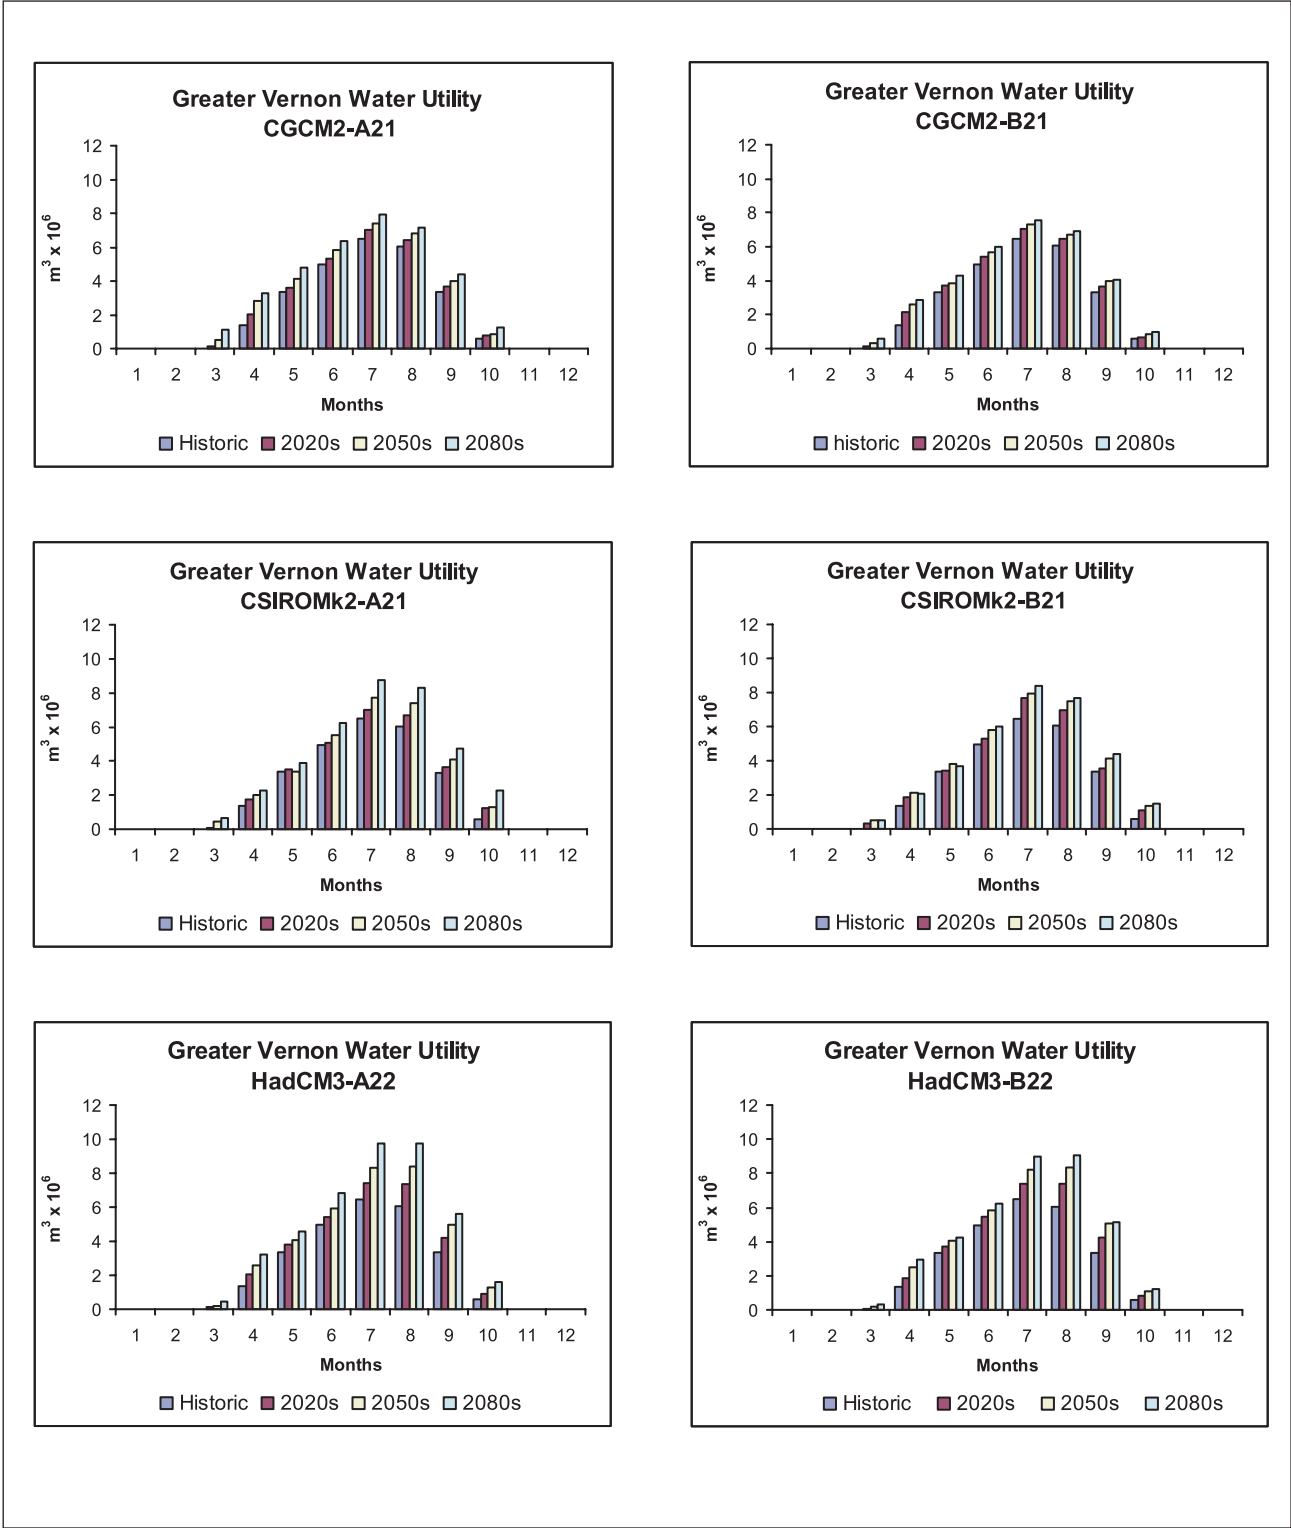 Greater Vernon Water Utility
CGCM2-A21
12
10
8
6
4
2
0
m³ x 10⁶
1 2 3 4 5 6 7 8 9 10 11 12
Months
Historic 2020s 2050s 2080s
Greater Vernon Water Utility
CGCM2-B21
12
10
8
6
4
2
0
m³ x 10⁶
1 2 3 4 5 6 7 8 9 10 11 12
Months
historic 2020s 2050s 2080s
Greater Vernon Water Utility
CSIROMk2-A21
12
10
8
6
4
2
0
m³ x 10⁶
1 2 3 4 5 6 7 8 9 10 11 12
Months
Historic 2020s 2050s 2080s
Greater Vernon Water Utility
CSIROMk2-B21
12
10
8
6
4
2
0
m³ x 10⁶
1 2 3 4 5 6 7 8 9 10 11 12
Months
Historic 2020s 2050s 2080s
Greater Vernon Water Utility
HadCM3-A22
12
10
8
6
4
2
0
m³ x 10⁶
1 2 3 4 5 6 7 8 9 10 11 12
Months
Historic 2020s 2050s 2080s
Greater Vernon Water Utility
HadCM3-B22
12
10
8
6
4
2
0
m³ x 10⁶
1 2 3 4 5 6 7 8 9 10 11 12
Months
Historic 2020s 2050s 2080s